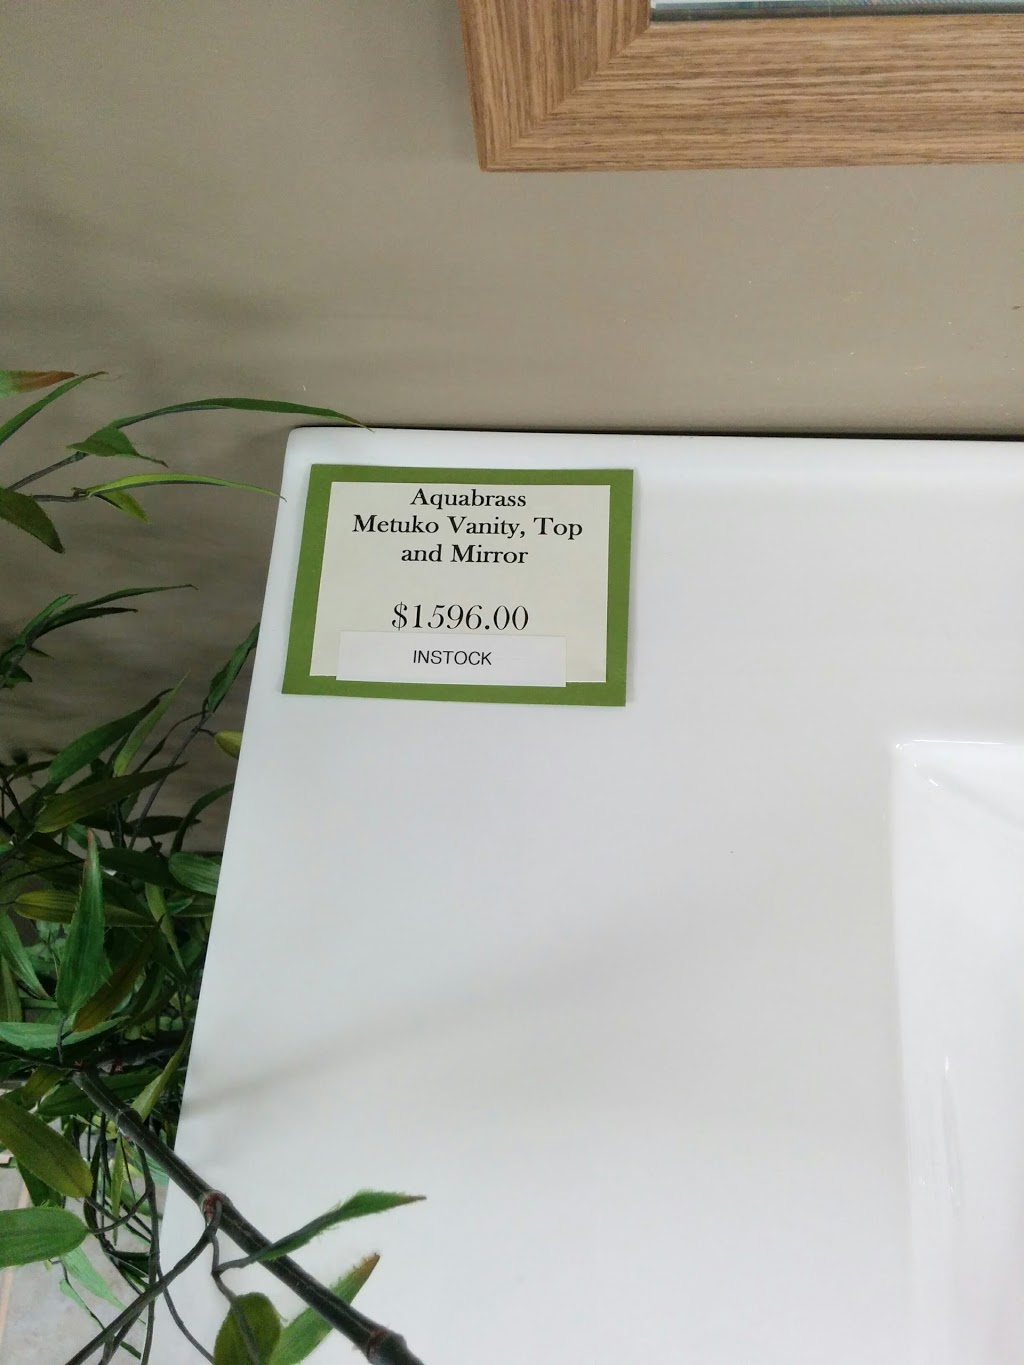 Aquabrass
Metuko Vanity, Top
and Mirror
$1596.00
INSTOCK